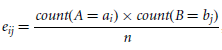 e_{ij} = \frac{count(A = a_i) \times count(B = b_j)}{n}